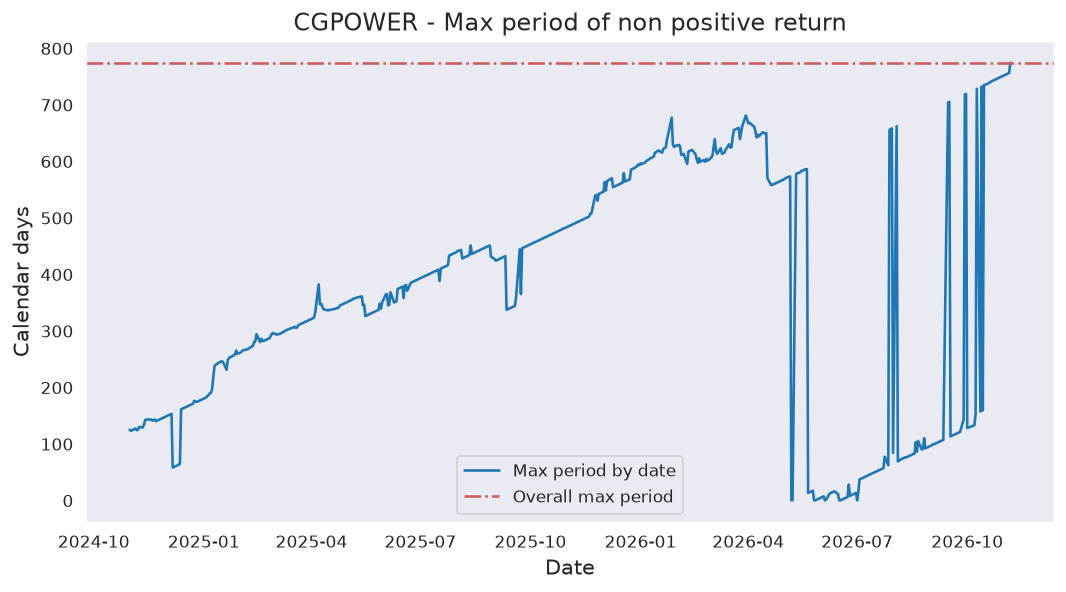 CGPOWER - Max period of non positive return
Calendar days
800
700
600
500
400
300
200
100
0
Max period by date
Overall max period
2024-10 2025-01 2025-04 2025-07 2025-10 2026-01 2026-04 2026-07 2026-10
Date